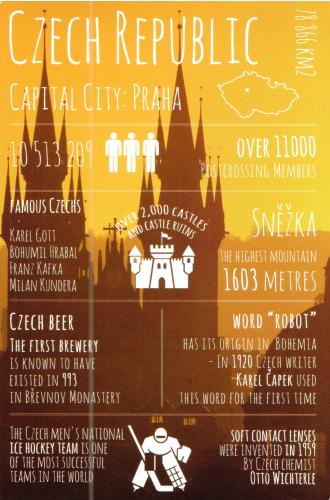 CZECH REPUBLIC
78 866 KM2
CAPITAL CITY: PRAHA
10 513 209
OVER 11000
POSTCROSSING MEMBERS
FAMOUS CZECHS
KAREL GOTT
BOHUMIL HRABAL
FRANZ KAFKA
MILAN KUNDERA
OVER 2,000 CASTLES
AND CASTLE RUINS
SNĚŽKA
THE HIGHEST MOUNTAIN
1603 METRES
CZECH BEER
THE FIRST BREWERY
IS KNOWN TO HAVE
EXISTED IN 993
IN BŘEVNOV MONASTERY
WORD "ROBOT"
HAS ITS ORIGIN IN BOHEMIA
- IN 1920 CZECH WRITER
KAREL ČAPEK USED
THIS WORD FOR THE FIRST TIME
THE CZECH MEN'S NATIONAL
ICE HOCKEY TEAM IS ONE
OF THE MOST SUCCESSFUL
TEAMS IN THE WORLD
SOFT CONTACT LENSES
WERE INVENTED IN 1959
BY CZECH CHEMIST
OTTO WICHTERLE